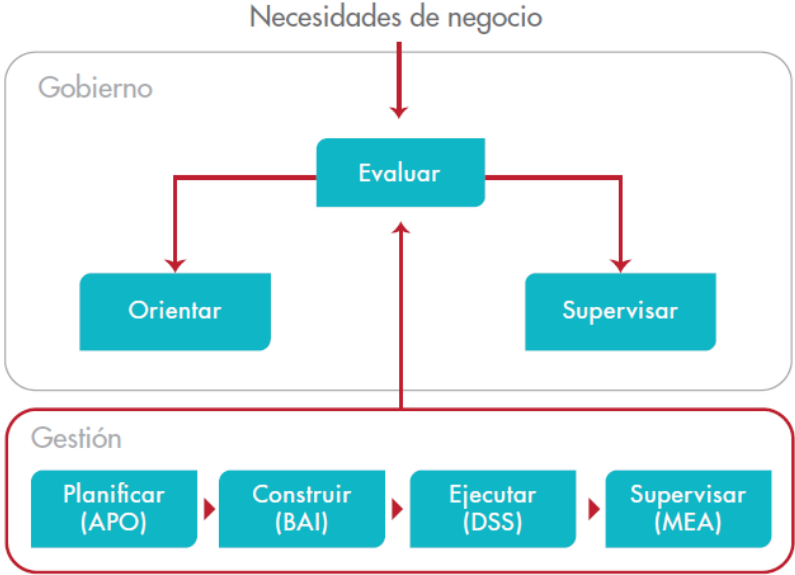 Necesidades de negocio
Gobierno
Evaluar
Orientar
Supervisar
Gestión
Planificar
(APO)
Construir
(BAI)
Ejecutar
(DSS)
Supervisar
(MEA)